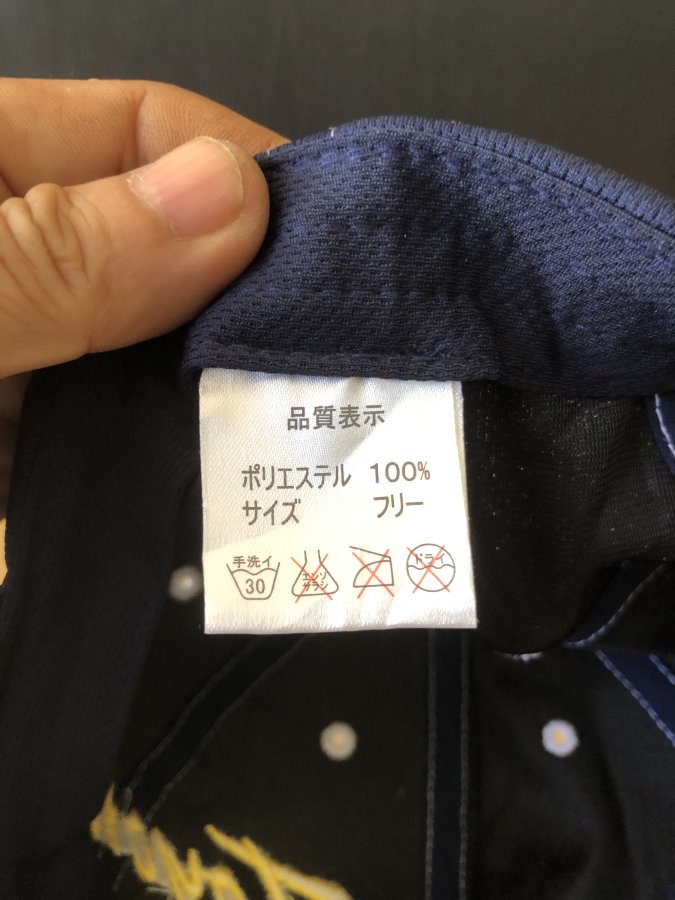 品質表示
ポリエステル 100%
サイズ フリー
手洗イ エンソサラシ ドライ
30